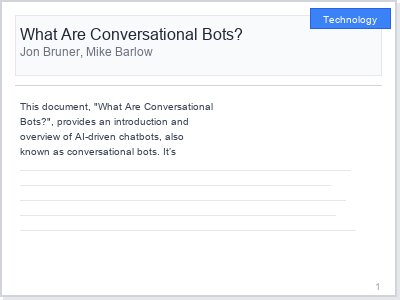 Technology
What Are Conversational Bots?
Jon Bruner, Mike Barlow
This document, "What Are Conversational
Bots?", provides an introduction and
overview of AI-driven chatbots, also
known as conversational bots. It's
1